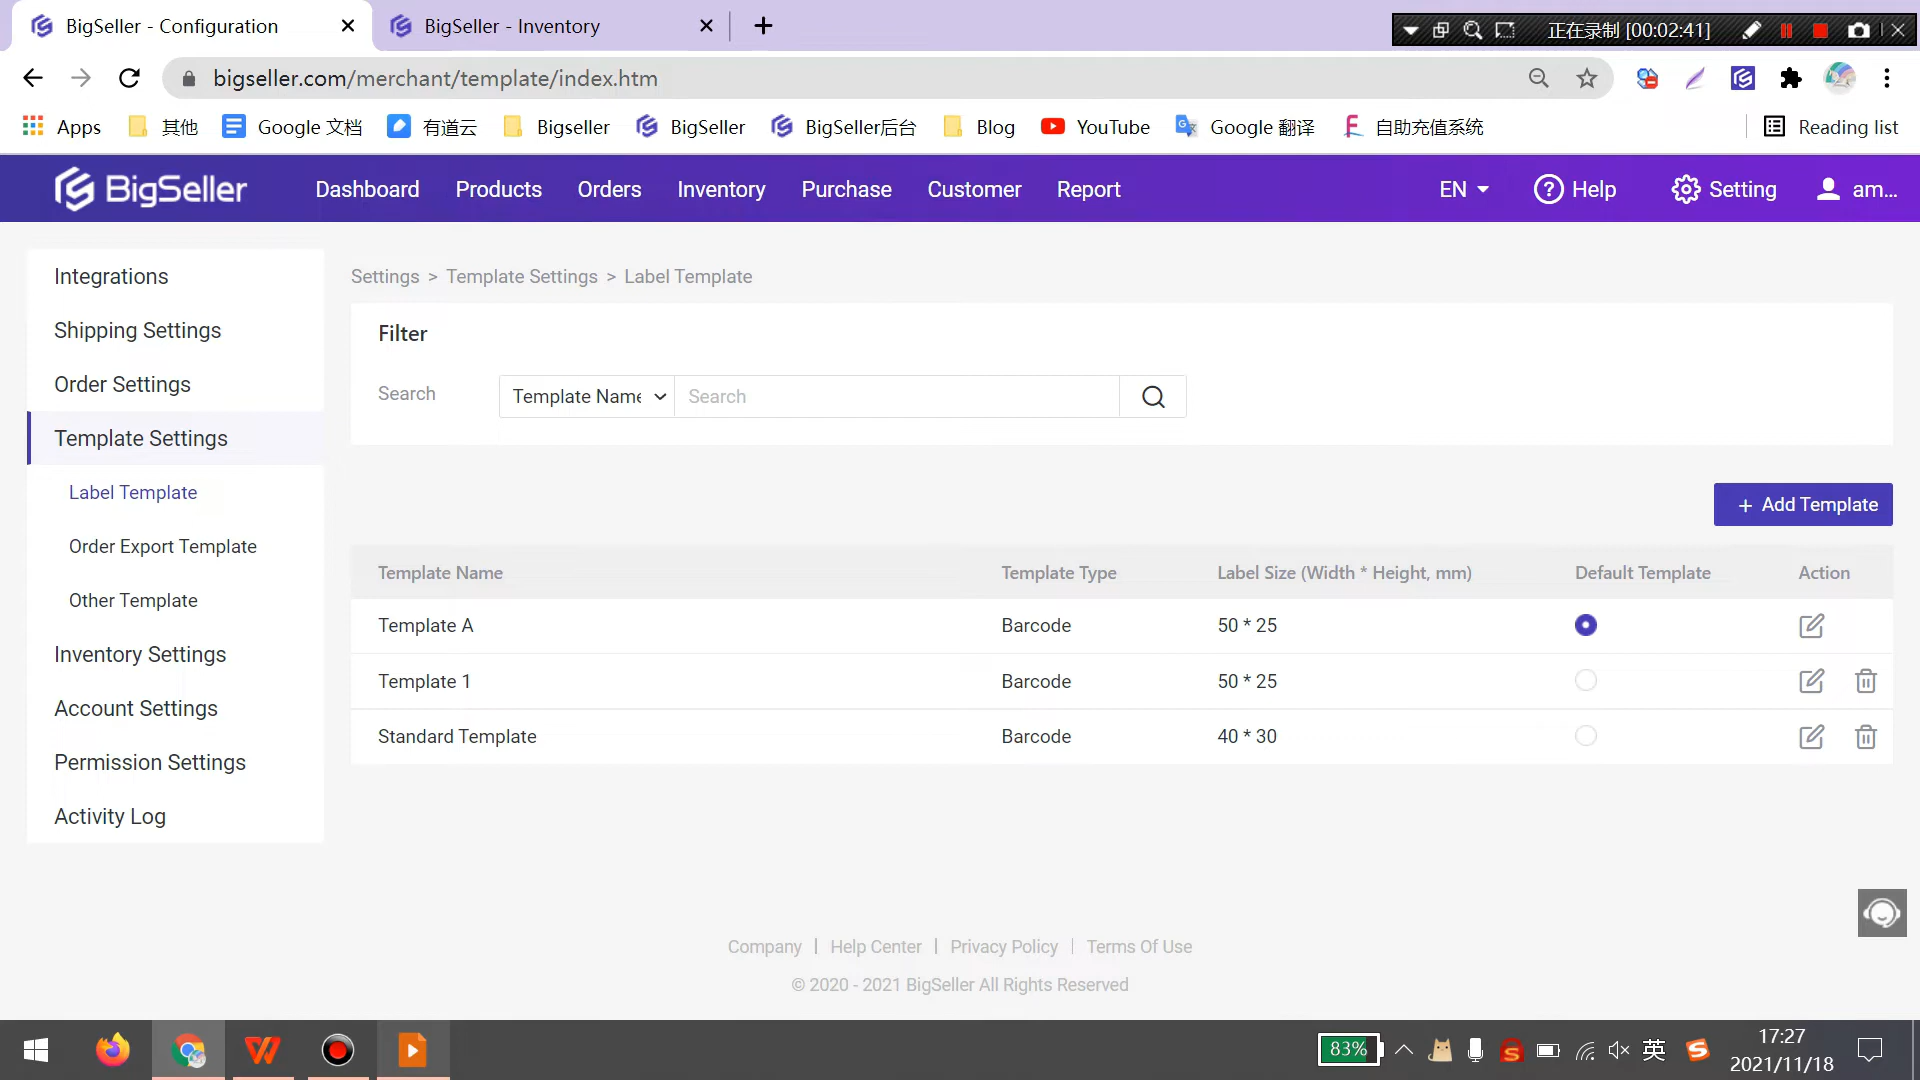 BigSeller - Configuration
BigSeller - Inventory
正在录制 [00:02:41]
bigseller.com/merchant/template/index.htm
Apps
其他
Google 文档
有道云
Bigseller
BigSeller
BigSeller后台
Blog
YouTube
Google 翻译
自助充值系统
Reading list
BigSeller
Dashboard
Products
Orders
Inventory
Purchase
Customer
Report
EN
Help
Setting
am...
Integrations
Shipping Settings
Order Settings
Template Settings
Label Template
Order Export Template
Other Template
Inventory Settings
Account Settings
Permission Settings
Activity Log
Settings > Template Settings > Label Template
Filter
Search
Template Name
Search
+ Add Template
Template Name Template Type Label Size (Width * Height, mm) Default Template Action
Template A Barcode 50 * 25
Template 1 Barcode 50 * 25
Standard Template Barcode 40 * 30
Company | Help Center | Privacy Policy | Terms Of Use
© 2020 - 2021 BigSeller All Rights Reserved
83%
英
17:27
2021/11/18